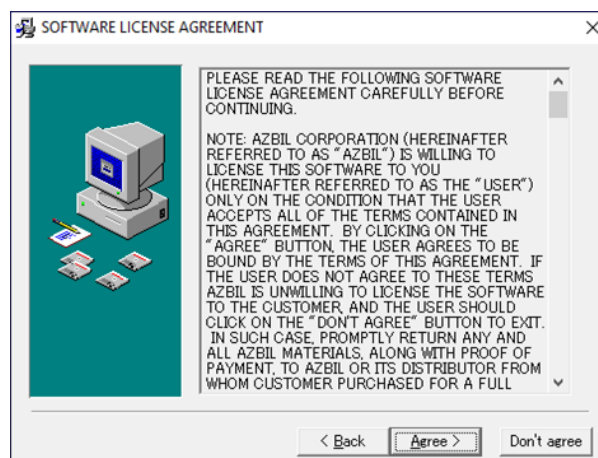 SOFTWARE LICENSE AGREEMENT
PLEASE READ THE FOLLOWING SOFTWARE
LICENSE AGREEMENT CAREFULLY BEFORE
CONTINUING.
NOTE: AZBIL CORPORATION (HEREINAFTER
REFERRED TO AS "AZBIL") IS WILLING TO
LICENSE THIS SOFTWARE TO YOU
(HEREINAFTER REFERRED TO AS THE "USER")
ONLY ON THE CONDITION THAT THE USER
ACCEPTS ALL OF THE TERMS CONTAINED IN
THIS AGREEMENT. BY CLICKING ON THE
"AGREE" BUTTON, THE USER AGREES TO BE
BOUND BY THE TERMS OF THIS AGREEMENT. IF
THE USER DOES NOT AGREE TO THESE TERMS
AZBIL IS UNWILLING TO LICENSE THE SOFTWARE
TO THE CUSTOMER, AND THE USER SHOULD
CLICK ON THE "DON'T AGREE" BUTTON TO EXIT.
IN SUCH CASE, PROMPTLY RETURN ANY AND
ALL AZBIL MATERIALS, ALONG WITH PROOF OF
PAYMENT, TO AZBIL OR ITS DISTRIBUTOR FROM
WHOM CUSTOMER PURCHASED FOR A FULL
< Back Agree > Don't agree